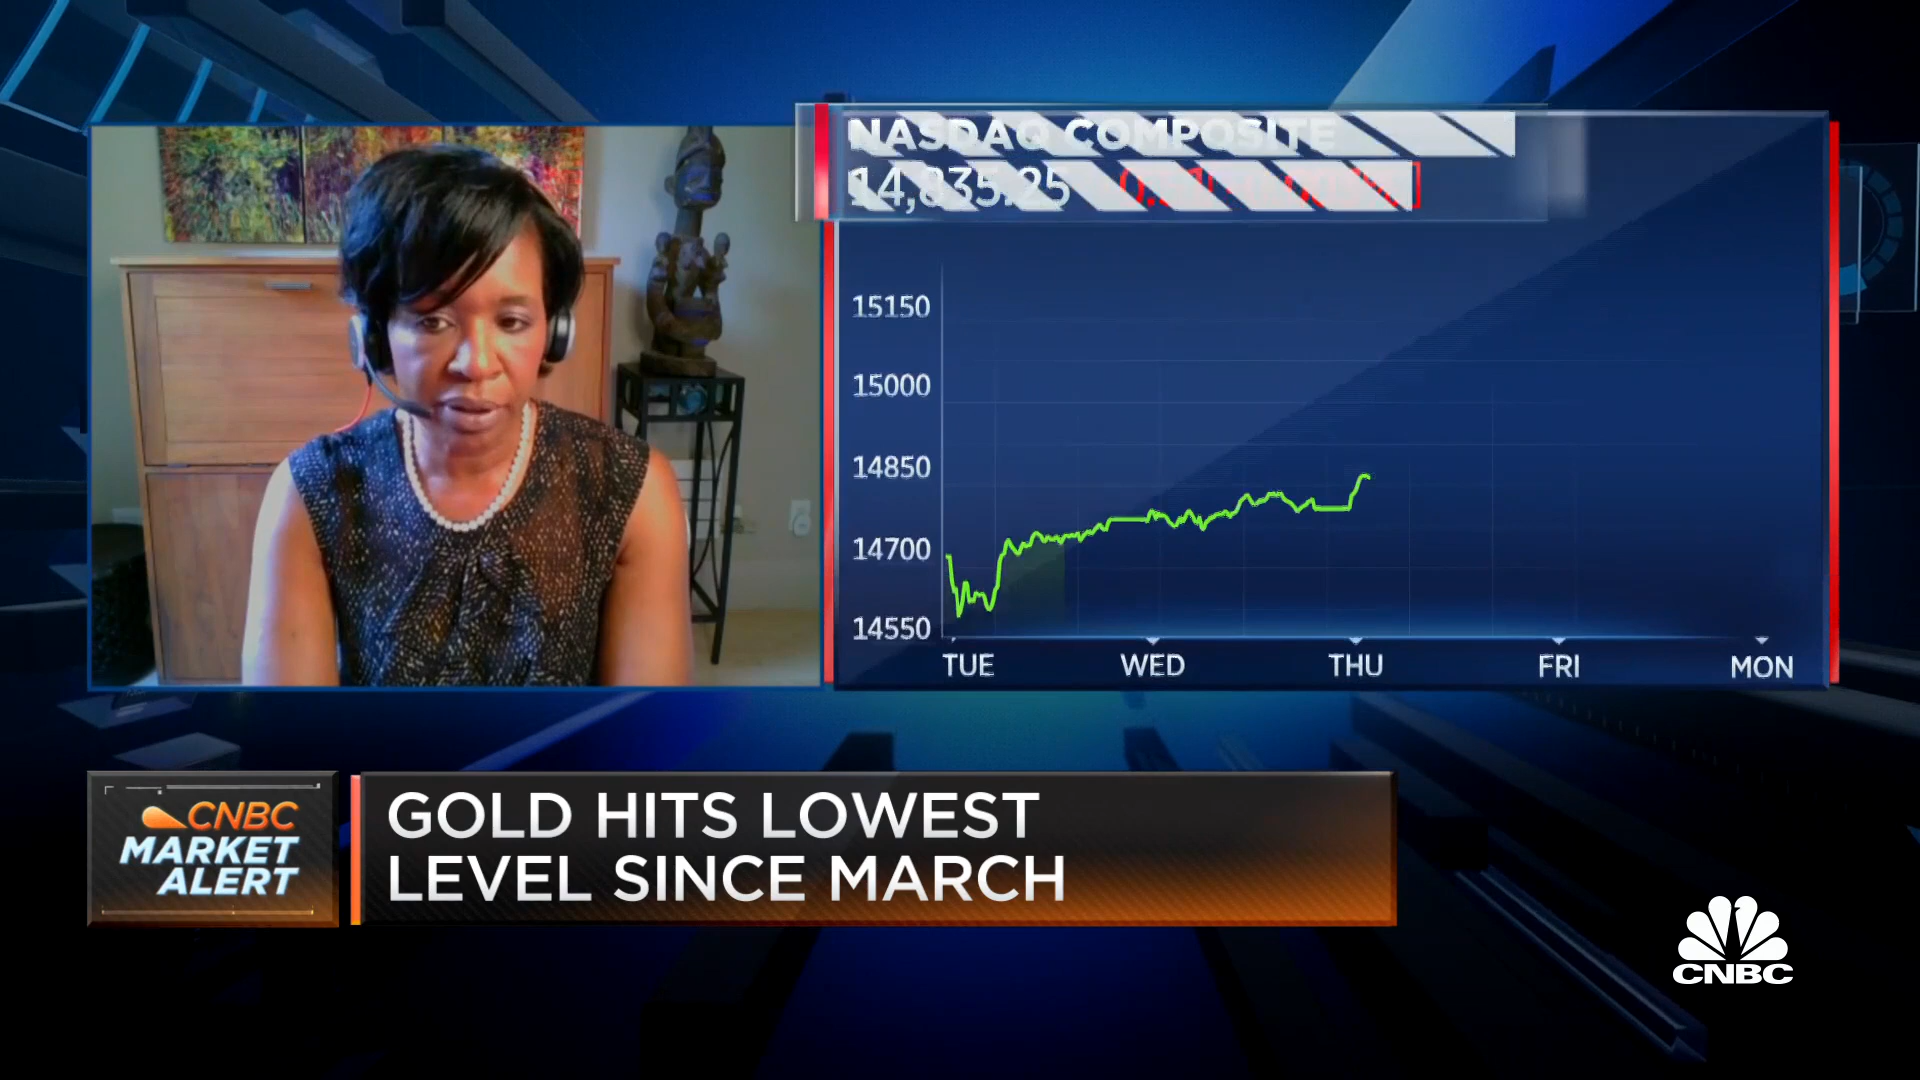 NASDAQ COMPOSITE
14,835.25
15150
15000
14850
14700
14550
TUE WED THU FRI MON
CNBC
MARKET
ALERT
GOLD HITS LOWEST
LEVEL SINCE MARCH
CNBC